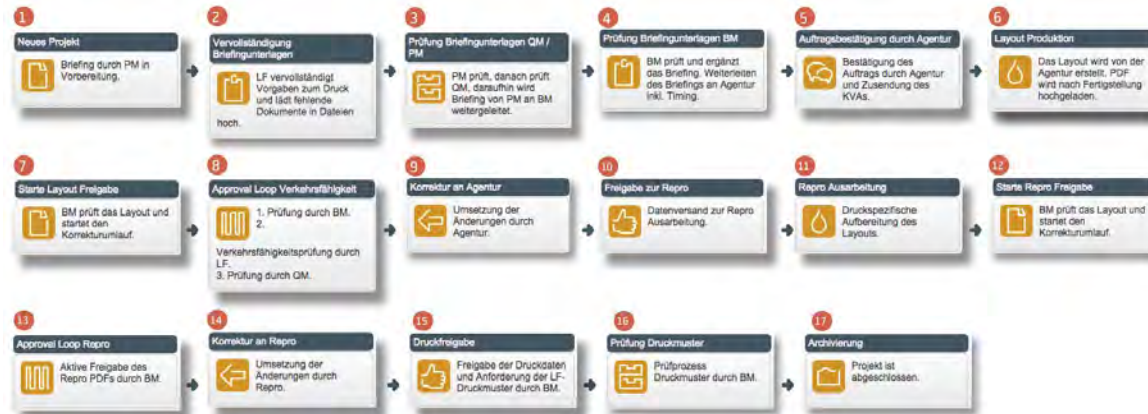 1
Neues Projekt
Briefing durch PM in
Vorbereitung.
2
Vervollständigung
Briefingunterlagen
LF vervollständigt
Vorgaben zum Druck
und lädt fehlende
Dokumente in Dateien
hoch.
3
Prüfung Briefingunterlagen QM /
PM
PM prüft, danach prüft
QM, daraufhin wird
Briefing von PM an BM
weitergeleitet.
4
Prüfung Briefingunterlagen BM
BM prüft und ergänzt
das Briefing. Weiterleiten
des Briefings an Agentur
inkl. Timing.
5
Auftragsbestätigung durch Agentur
Bestätigung des
Auftrags durch Agentur
und Zusendung des
KVAs.
6
Layout Produktion
Das Layout wird von der
Agentur erstellt. PDF
wird nach Fertigstellung
hochgeladen.
7
Starte Layout Freigabe
BM prüft das Layout und
startet den
Korrekturumlauf.
8
Approval Loop Verkehrsfähigkeit
1. Prüfung durch BM.
2.
Verkehrsfähigkeitsprüfung durch
LF.
3. Prüfung durch QM.
9
Korrektur an Agentur
Umsetzung der
Änderungen durch
Agentur.
10
Freigabe zur Repro
Datenversand zur Repro
Ausarbeitung.
11
Repro Ausarbeitung
Druckspezifische
Aufbereitung des
Layouts.
12
Starte Repro Freigabe
BM prüft das Layout und
startet den
Korrekturumlauf.
13
Approval Loop Repro
Aktive Freigabe des
Repro PDFs durch BM.
14
Korrektur an Repro
Umsetzung der
Änderungen durch
Repro.
15
Druckfreigabe
Freigabe der Druckdaten
und Anforderung der LF-
Druckmuster durch BM.
16
Prüfung Druckmuster
Prüfprozess
Druckmuster durch BM.
17
Archivierung
Projekt ist
abgeschlossen.